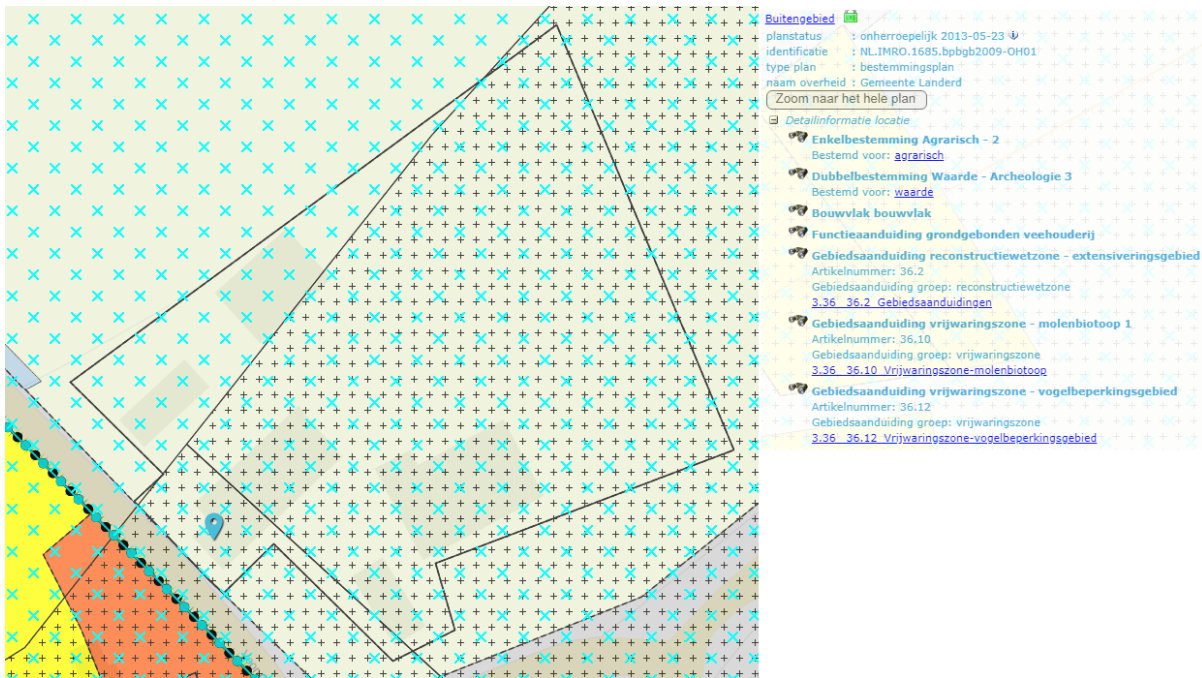 Buitengebied
planstatus : onherroepelijk 2013-05-23
identificatie : NL.IMRO.1685.bpbgb2009-OH01
type plan : bestemmingsplan
naam overheid : Gemeente Landerd
Zoom naar het hele plan
Detailinformatie locatie
Enkelbestemming Agrarisch - 2
Bestemd voor: agrarisch
Dubbelbestemming Waarde - Archeologie 3
Bestemd voor: waarde
Bouwvlak bouwvlak
Functieaanduiding grondgebonden veehouderij
Gebiedsaanduiding reconstructiewetzone - extensiveringsgebied
Artikelnummer: 36.2
Gebiedsaanduiding groep: reconstructiewetzone
3.36 36.2 Gebiedsaanduidingen
Gebiedsaanduiding vrijwaringszone - molenbiotoop 1
Artikelnummer: 36.10
Gebiedsaanduiding groep: vrijwaringszone
3.36 36.10 Vrijwaringszone-molenbiotoop
Gebiedsaanduiding vrijwaringszone - vogelbeperkingsgebied
Artikelnummer: 36.12
Gebiedsaanduiding groep: vrijwaringszone
3.36 36.12 Vrijwaringszone-vogelbeperkingsgebied